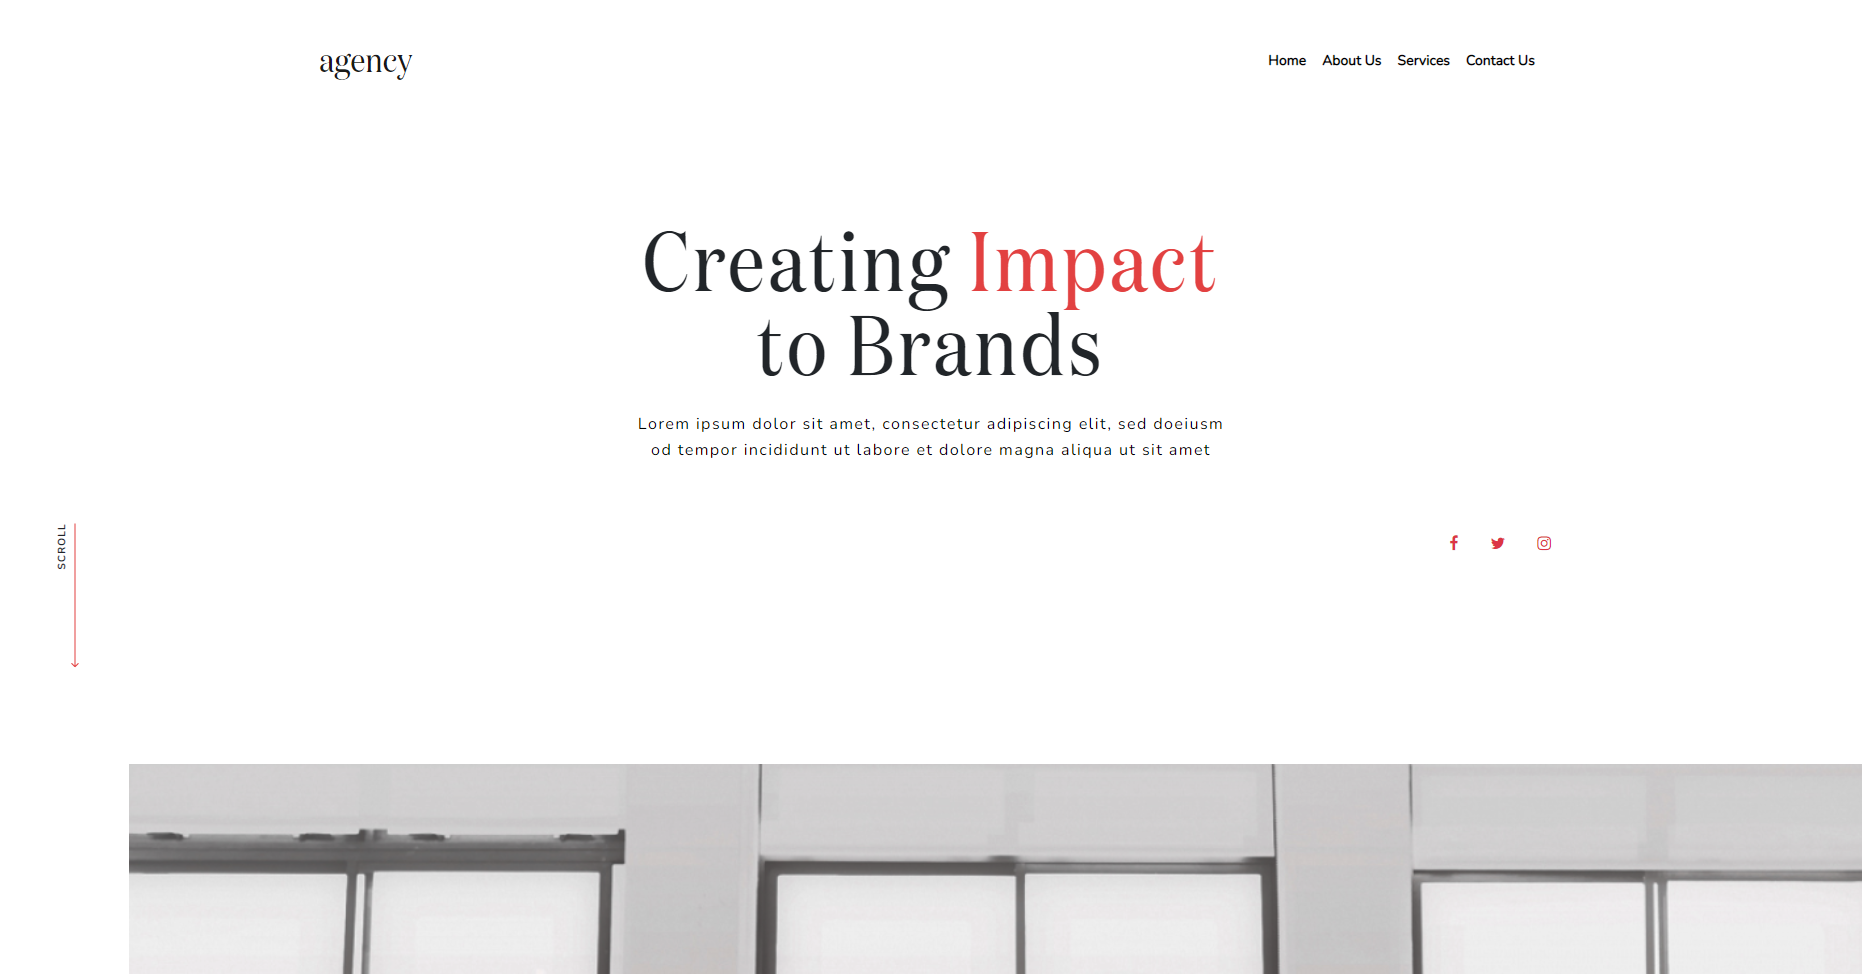 agency
Home About Us Services Contact Us
Creating Impact
to Brands
Lorem ipsum dolor sit amet, consectetur adipiscing elit, sed doeiusm
od tempor incididunt ut labore et dolore magna aliqua ut sit amet
SCROLL